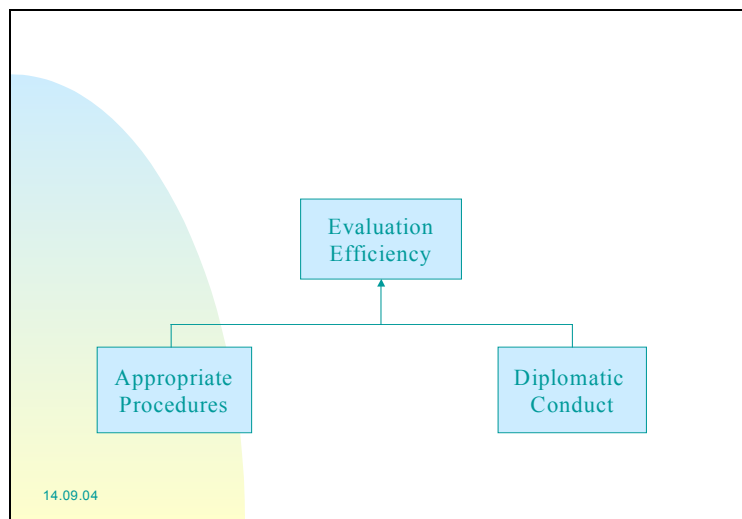 Evaluation
Efficiency
Appropriate
Procedures
Diplomatic
Conduct
14.09.04